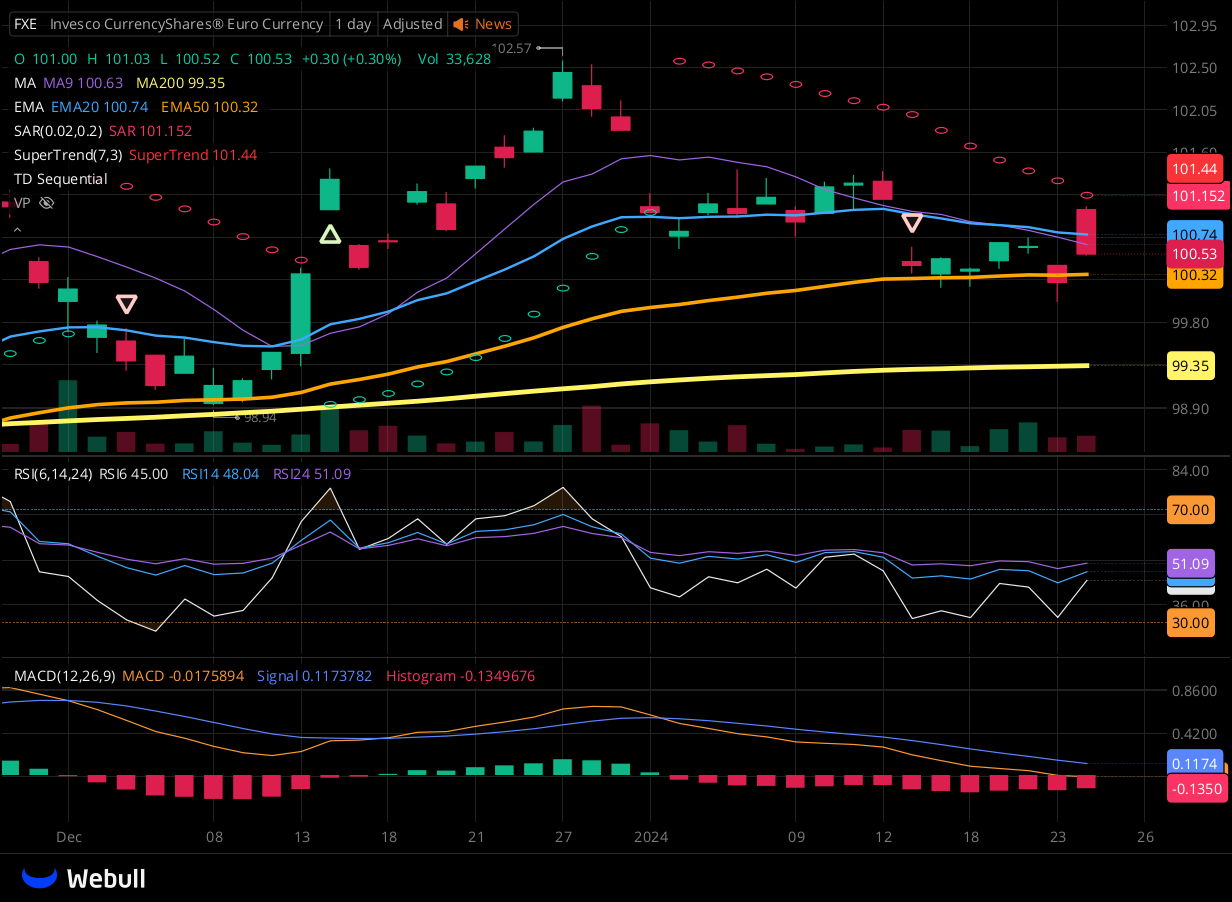 FXE Invesco CurrencyShares® Euro Currency 1 day Adjusted News
102.95
102.57
O 101.00 H 101.03 L 100.52 C 100.53 +0.30 (+0.30%) Vol 33,628
102.50
MA MA9 100.63 MA200 99.35
EMA EMA20 100.74 EMA50 100.32
102.05
SAR(0.02,0.2) SAR 101.152
SuperTrend(7,3) SuperTrend 101.44
101.60
101.44
TD Sequential
101.152
VP
100.74
100.53
100.32
99.80
99.35
98.90
98.94
RSI(6,14,24) RSI6 45.00 RSI14 48.04 RSI24 51.09
84.00
70.00
51.09
36.00
30.00
MACD(12,26,9) MACD -0.0175894 Signal 0.1173782 Histogram -0.1349676
0.8600
0.4200
0.1174
-0.1350
Dec 08 13 18 21 27 2024 09 12 18 23 26
Webull